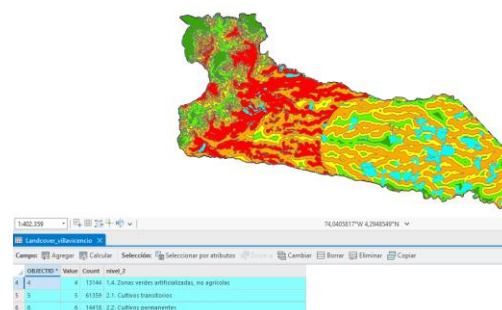 1:402.359
74,0405817°W 4,2948549°N
Landcover_villavicencio
Campo: Agregar Calcular Selección: Seleccionar por atributos Cambiar Borrar Eliminar Copiar
OBJECTID * Value Count nivel_2
4 4 4 13144 1.4. Zonas verdes artificializadas, no agrícolas
5 5 5 61359 2.1. Cultivos transitorios
6 6 6 14410 2.2. Cultivos permanentes